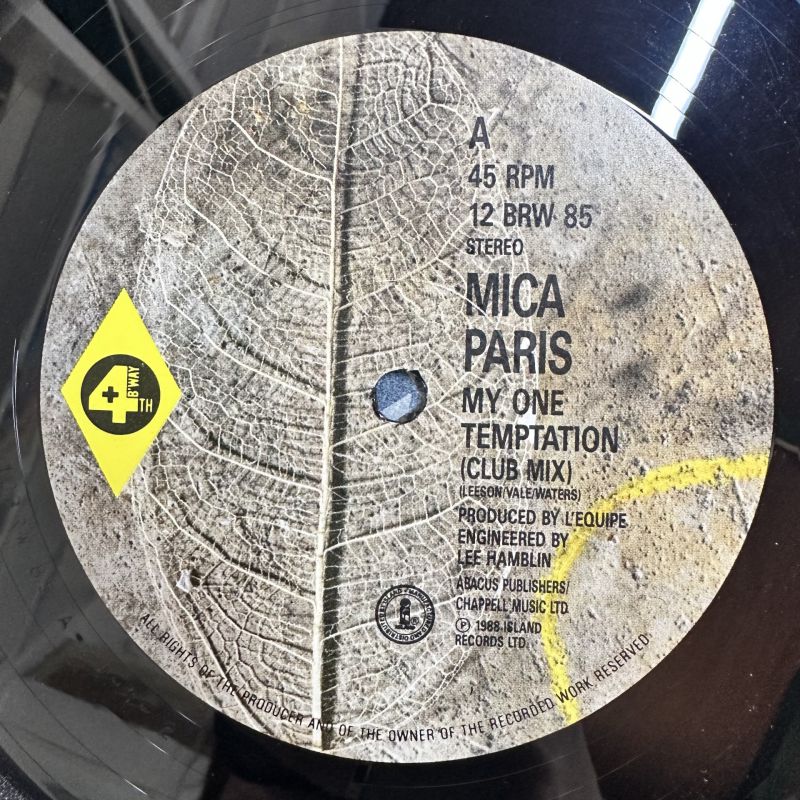 A
45 RPM
12 BRW 85
STEREO
MICA
PARIS
MY ONE
TEMPTATION
(CLUB MIX)
(LEESON/VALE/WATERS)
PRODUCED BY L'EQUIPE
ENGINEERED BY
LEE HAMBLIN
ABACUS PUBLISHERS/
CHAPPELL MUSIC LTD
Ⓟ 1988 ISLAND
RECORDS LTD
4TH + B'WAY
ALL RIGHTS OF THE PRODUCER AND OF THE OWNER OF THE RECORDED WORK RESERVED